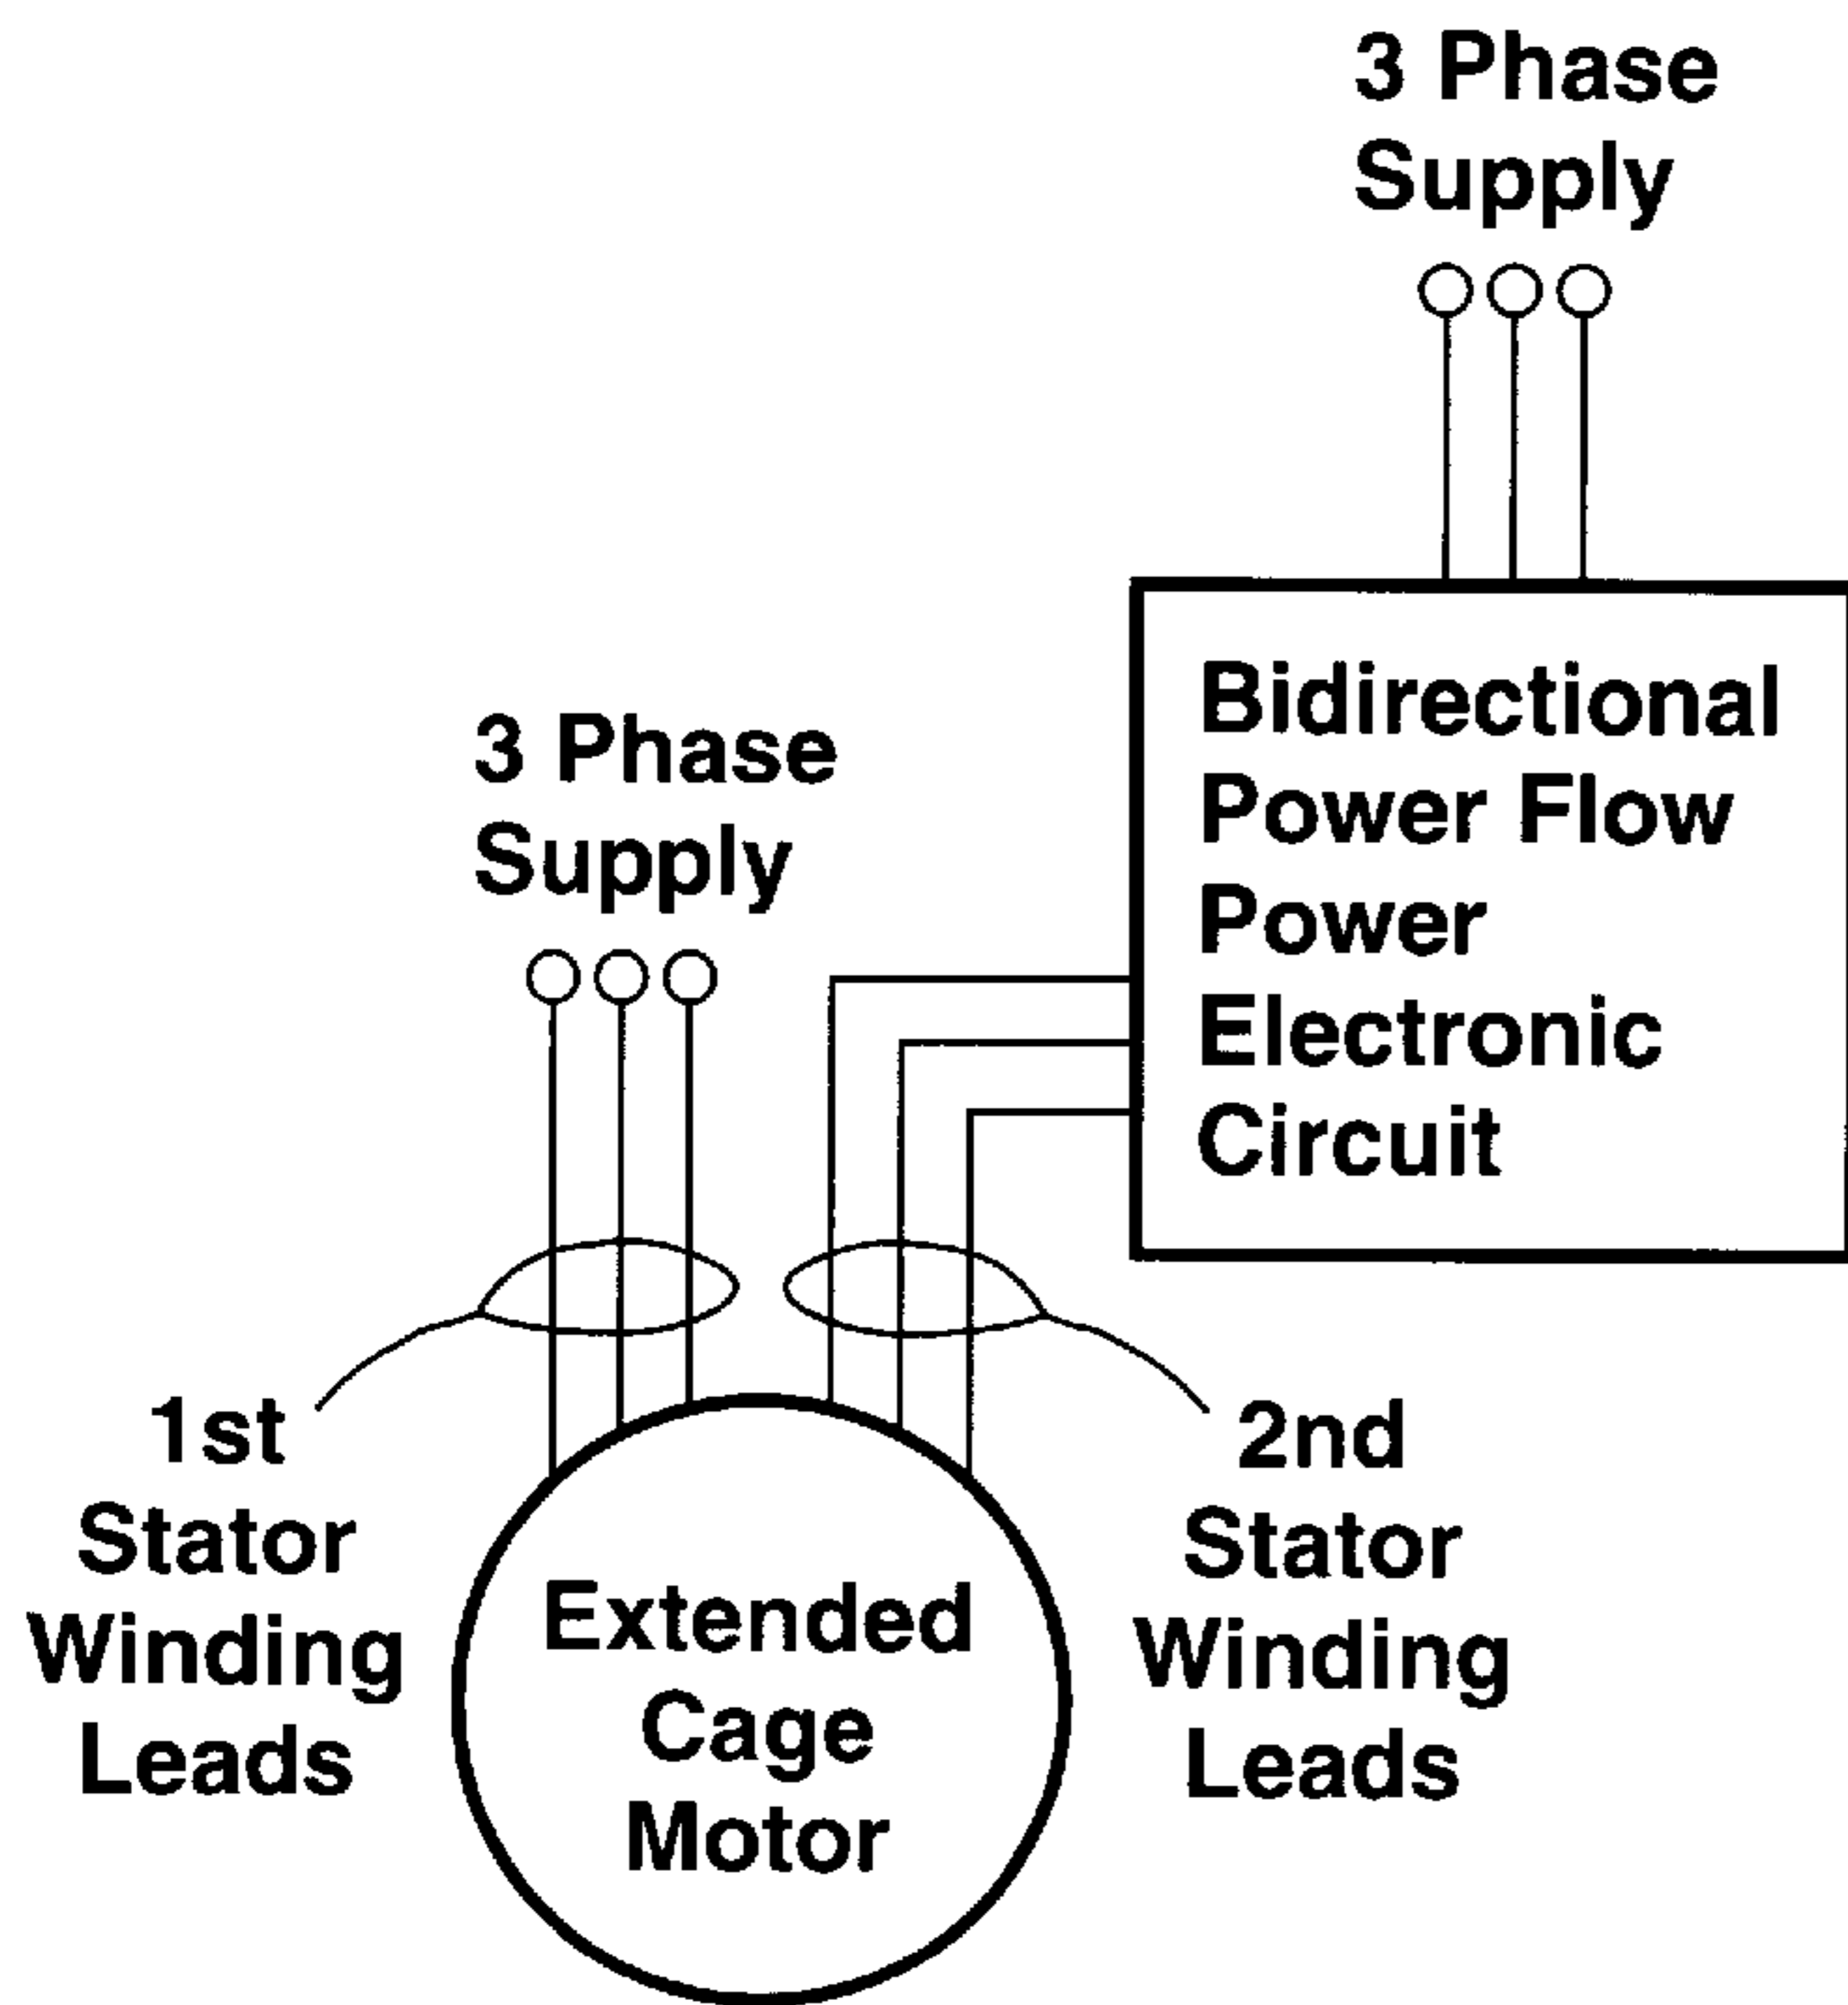 3 Phase
Supply
Bidirectional
Power Flow
Power
Electronic
Circuit
3 Phase
Supply
1st
Stator
Winding
Leads
2nd
Stator
Winding
Leads
Extended
Cage
Motor